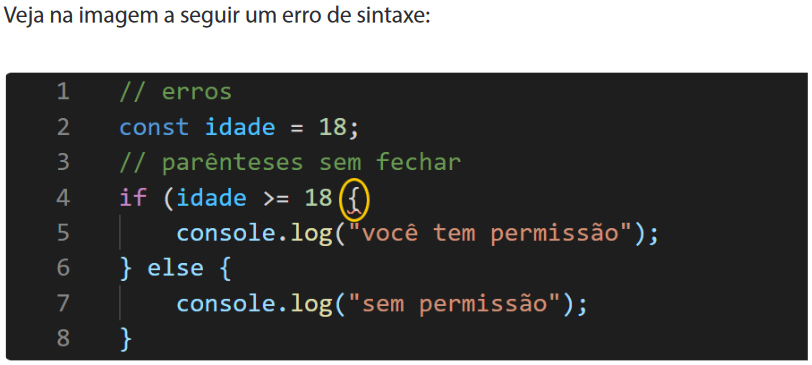 Veja na imagem a seguir um erro de sintaxe:
1 // erros
2 const idade = 18;
3 // parênteses sem fechar
4 if (idade >= 18 {
5     console.log("você tem permissão");
6 } else {
7     console.log("sem permissão");
8 }